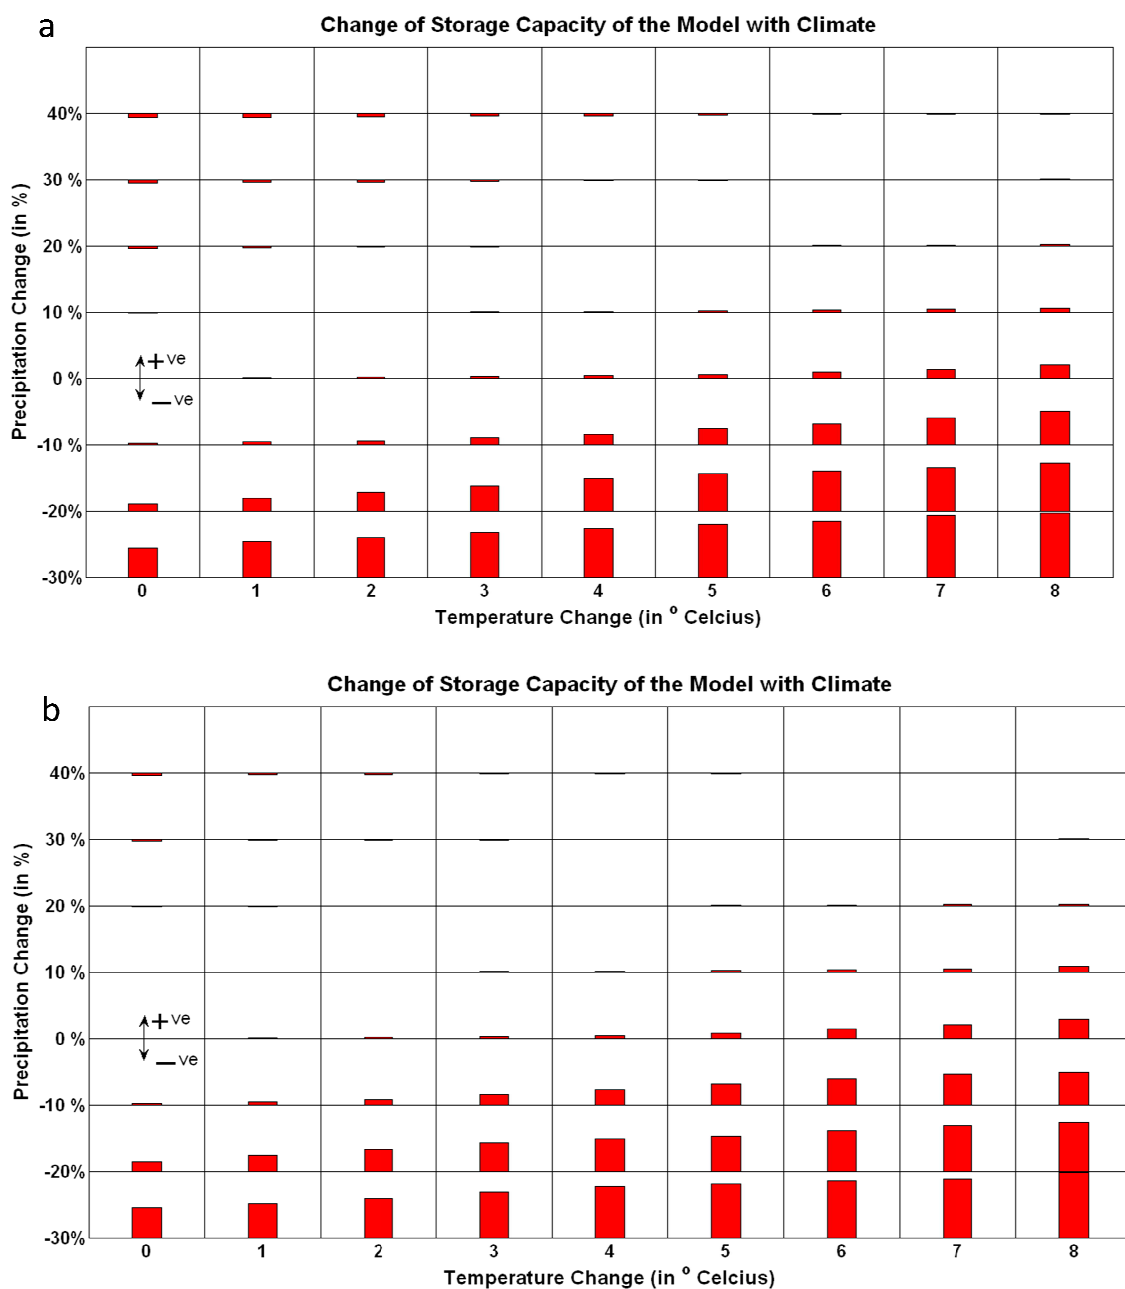 a
Change of Storage Capacity of the Model with Climate
Precipitation Change (in %)
40%
30 %
20 %
10 %
+ ve
0 %
— ve
-10 %
-20%
-30%
0 1 2 3 4 5 6 7 8
Temperature Change (in º Celcius)
b
Change of Storage Capacity of the Model with Climate
Precipitation Change (in %)
40%
30 %
20 %
10 %
+ ve
0 %
— ve
-10 %
-20%
-30%
0 1 2 3 4 5 6 7 8
Temperature Change (in º Celcius)